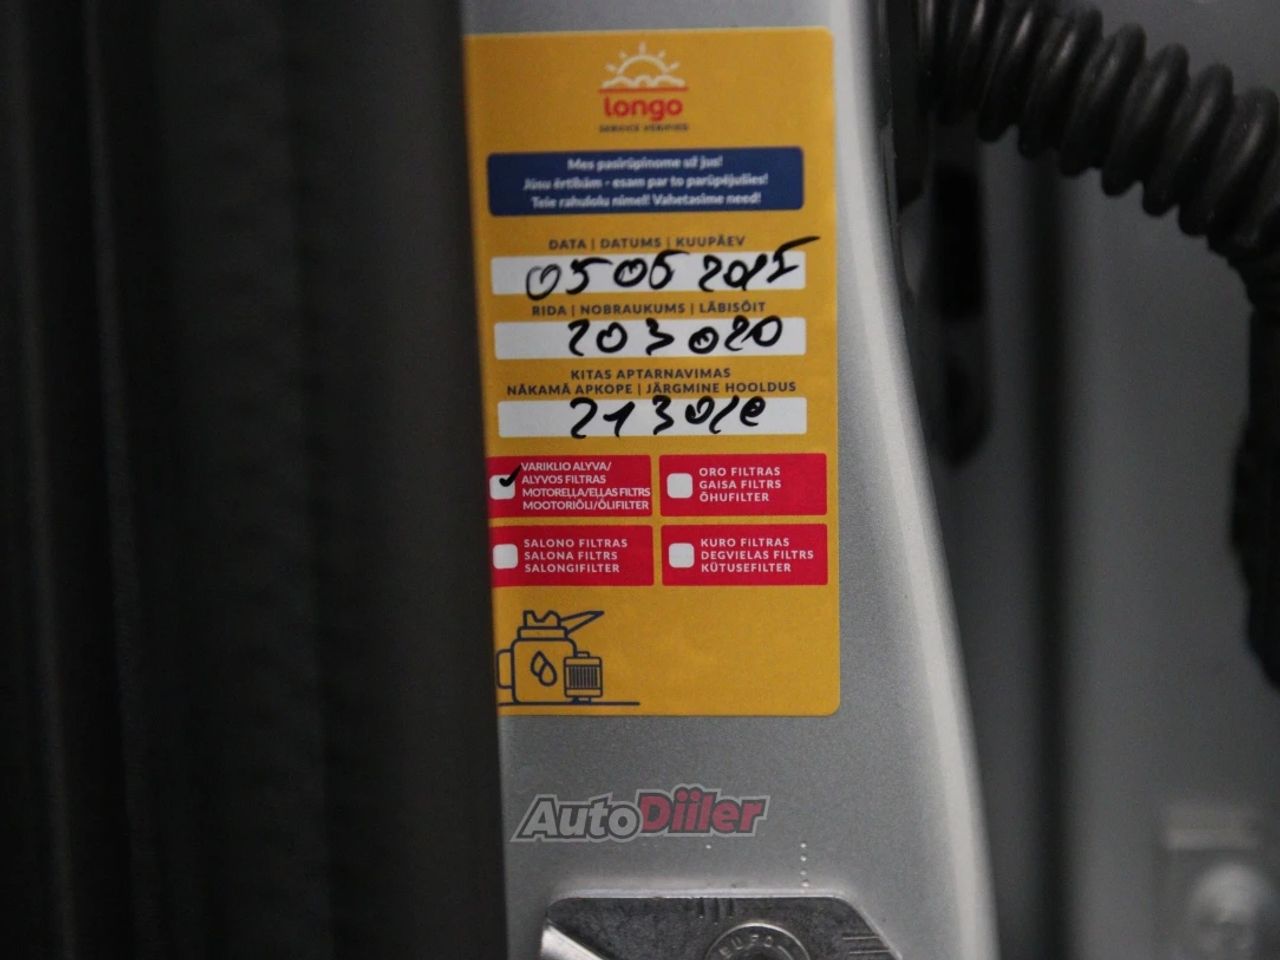 longo
SERVICE VERIFIED
Mes pasirūpinome už jus!
Jūsu ērtībām - esam par to parūpējušies!
Teie rahulolu nimel! Vahetasime need!
DATA | DATUMS | KUUPÄEV
05 06 2025
RIDA | NOBRAUKUMS | LÄBISÕIT
203020
KITAS APTARNAVIMAS
NĀKAMĀ APKOPE | JÄRGMINE HOOLDUS
213020
VARIKLIO ALYVA/
ALYVOS FILTRAS
MOTORELLA/ELLAS FILTRS
MOOTORIÕLI/ÕLIFILTER
ORO FILTRAS
GAISA FILTRS
ÕHUFILTER
SALONO FILTRAS
SALONA FILTRS
SALONGIFILTER
KURO FILTRAS
DEGVIELAS FILTRS
KÜTUSEFILTER
AutoDiiler